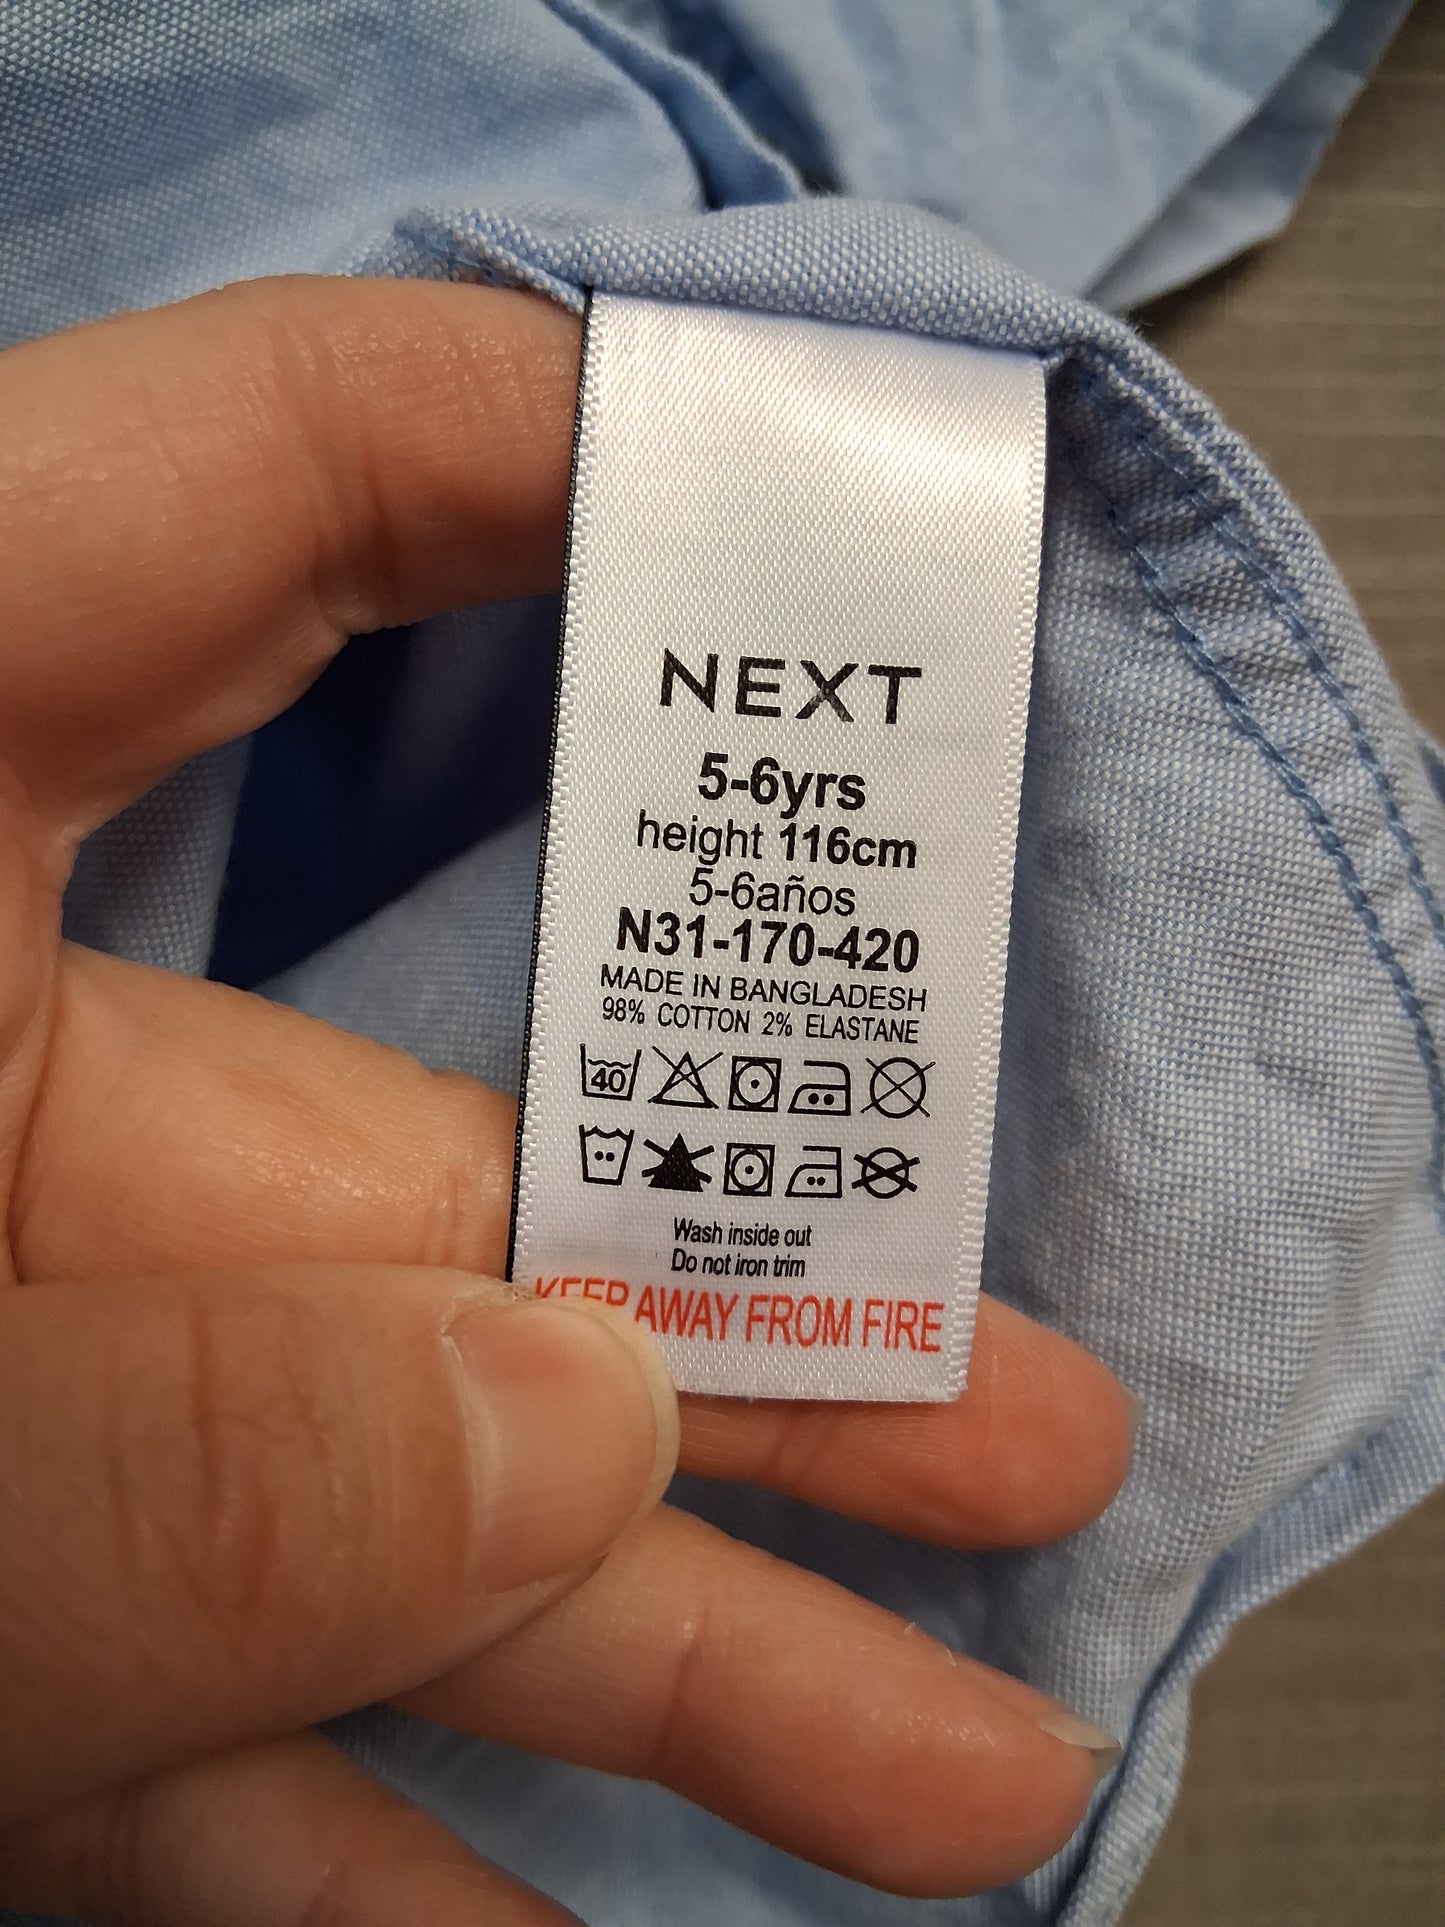 NEXT
5-6yrs
height 116cm
5-6años
N31-170-420
MADE IN BANGLADESH
98% COTTON 2% ELASTANE
40
Wash inside out
Do not iron trim
KEEP AWAY FROM FIRE